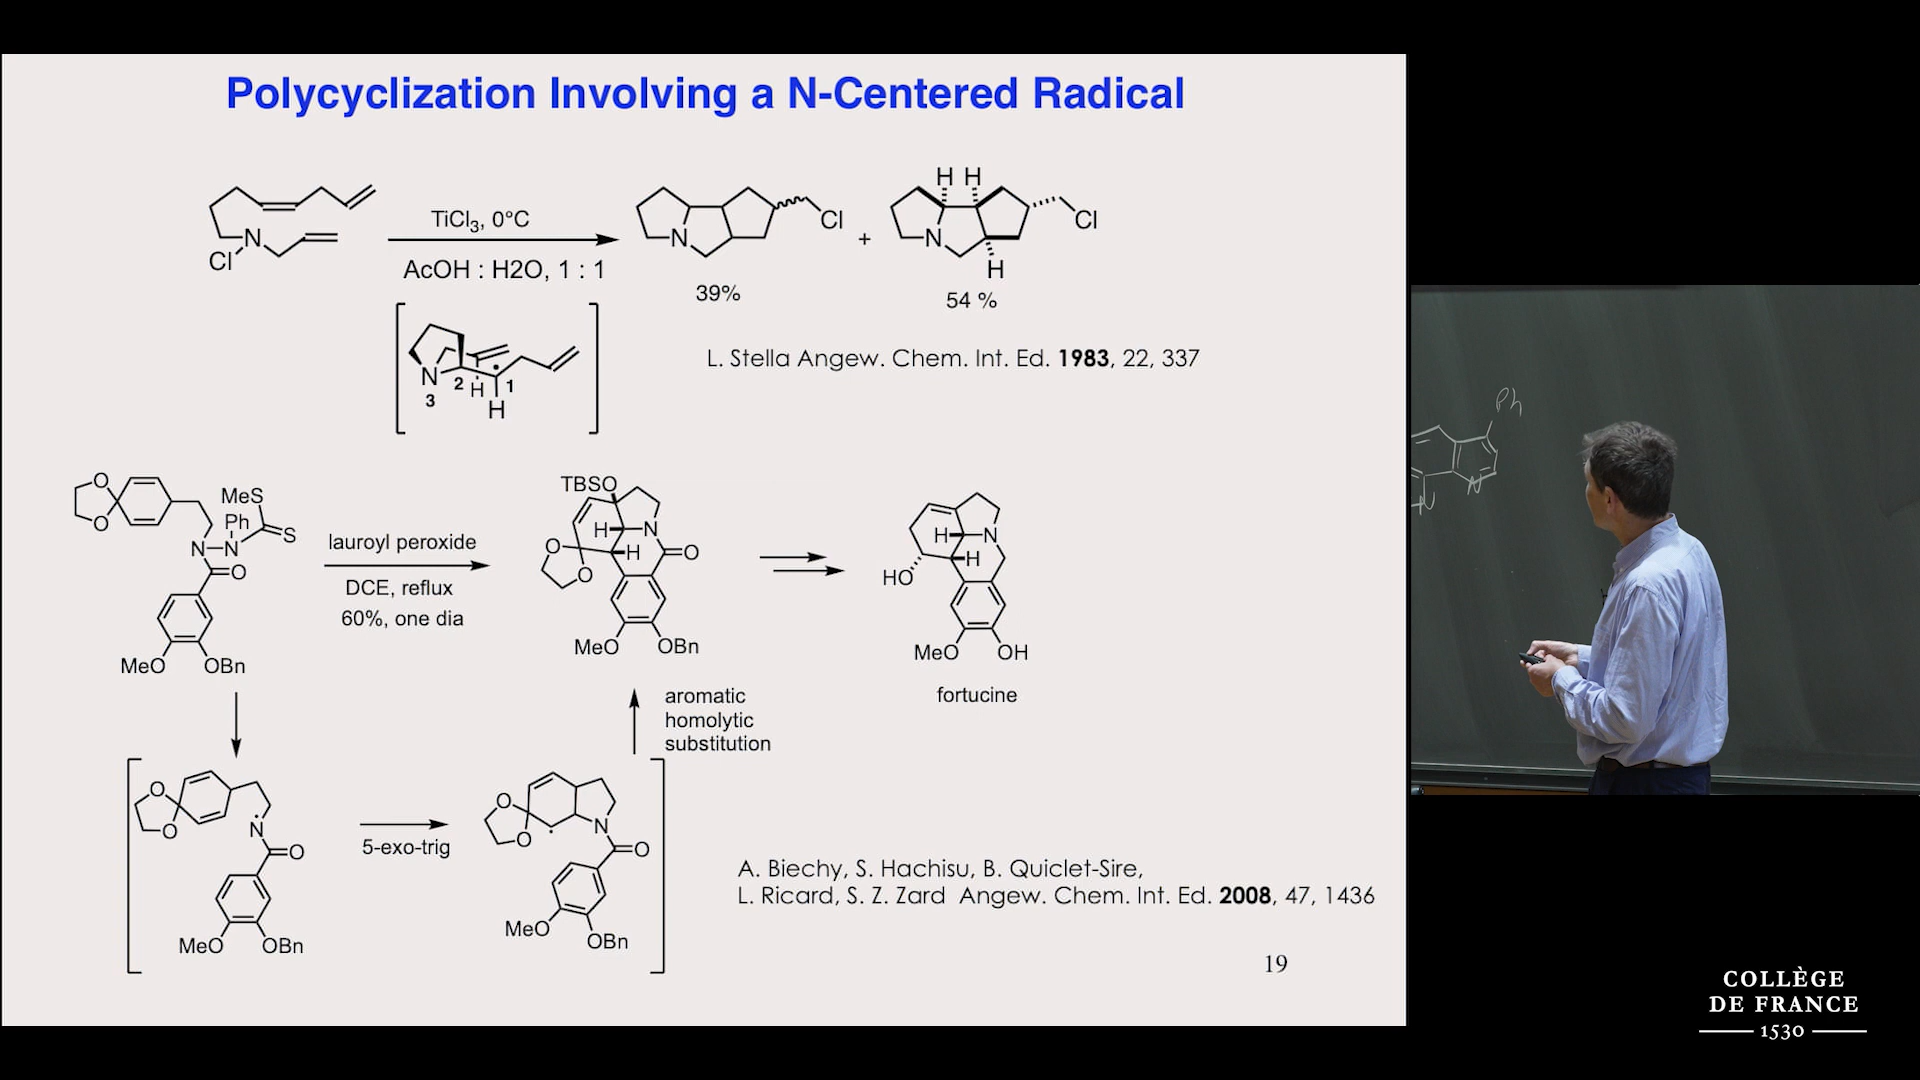 Polycyclization Involving a N-Centered Radical
N
Cl
TiCl3, 0°C
AcOH : H2O, 1 : 1
N
Cl
39%
+
H H
N
H
Cl
54 %
N
3
2
H
1
H
L. Stella Angew. Chem. Int. Ed. 1983, 22, 337
O
O
MeS
Ph
S
N
N
O
MeO
OBn
lauroyl peroxide
DCE, reflux
60%, one dia
TBSO
H
N
O
H
O
O
MeO
OBn
H
N
H
HO
MeO
OH
fortucine
aromatic
homolytic
substitution
O
O
N
O
MeO
OBn
5-exo-trig
O
O
N
O
MeO
OBn
A. Biechy, S. Hachisu, B. Quiclet-Sire,
L. Ricard, S. Z. Zard Angew. Chem. Int. Ed. 2008, 47, 1436
19
Ph
N
N
COLLÈGE
DE FRANCE
1530